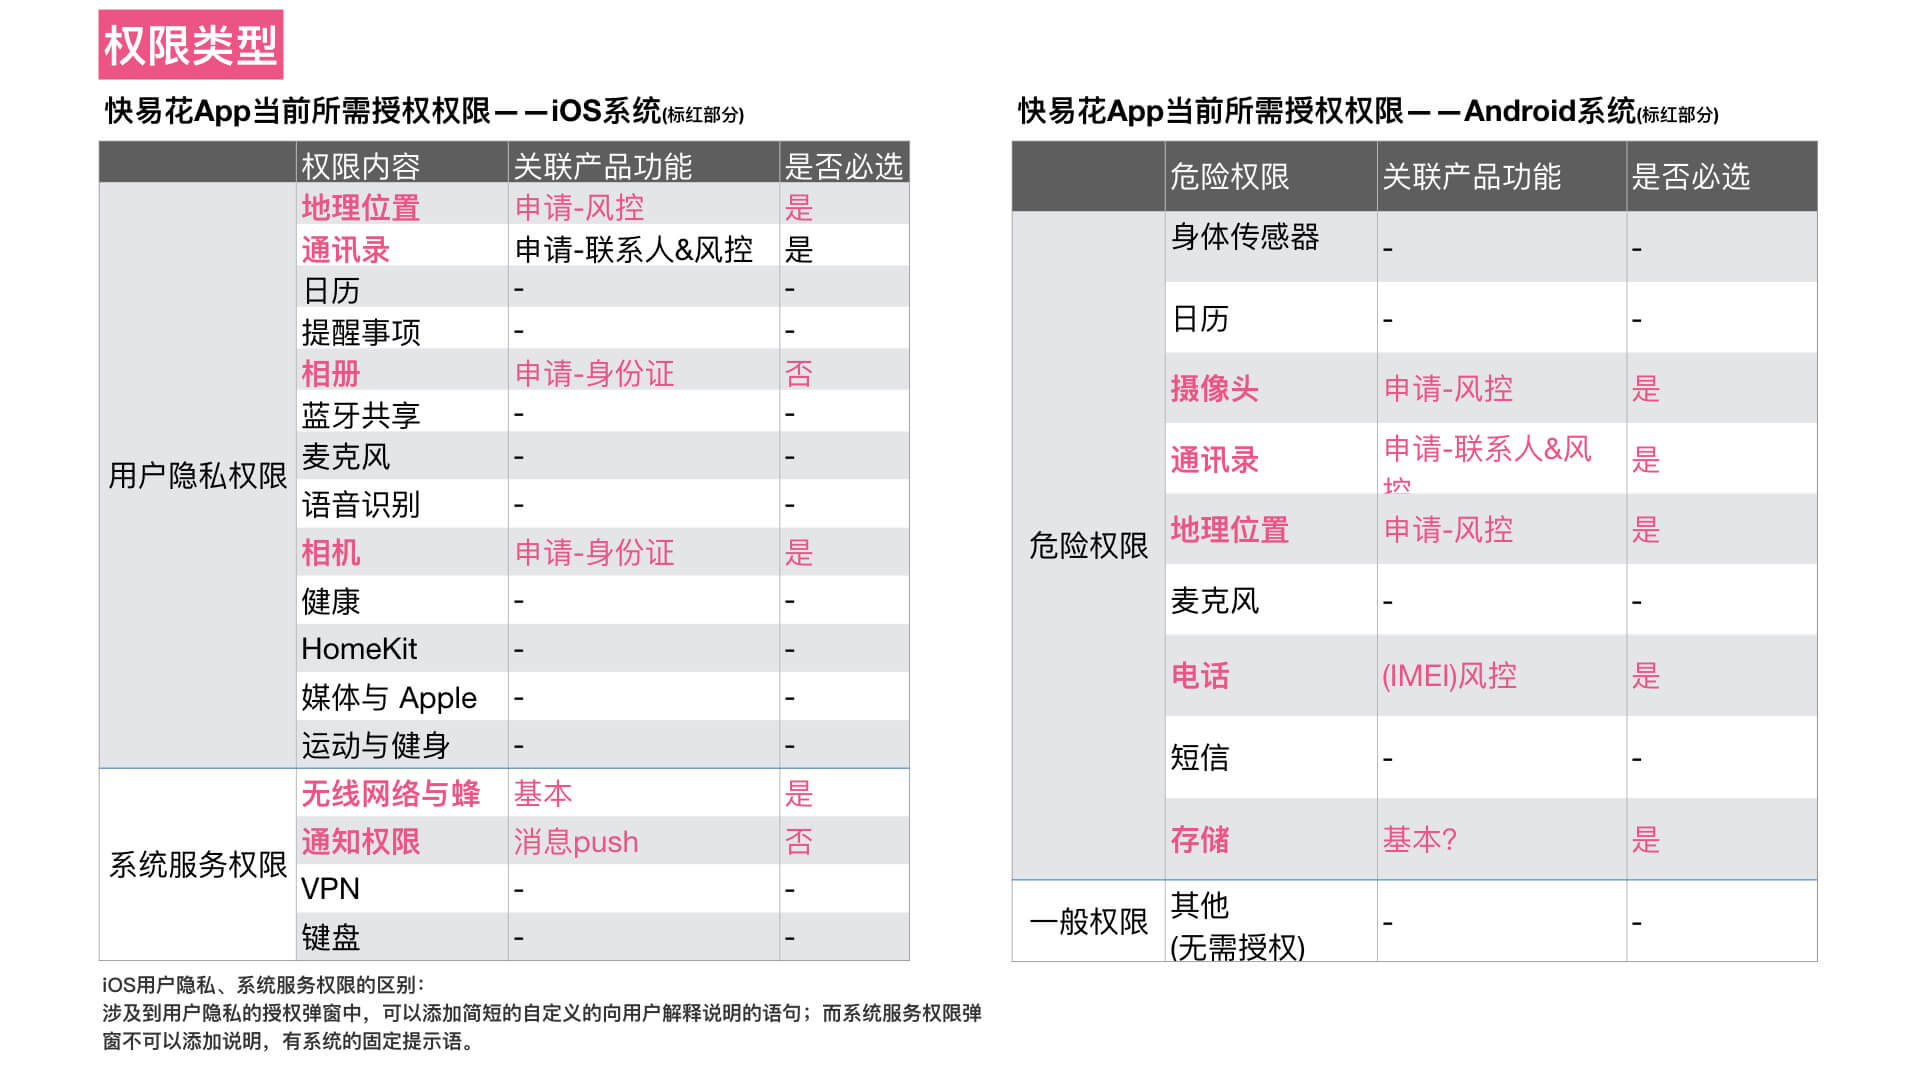 权限类型
快易花App当前所需授权权限——iOS系统(标红部分)
权限内容 关联产品功能 是否必选
用户隐私权限
地理位置 申请-风控 是
通讯录 申请-联系人&风控 是
日历 - -
提醒事项 - -
相册 申请-身份证 否
蓝牙共享 - -
麦克风 - -
语音识别 - -
相机 申请-身份证 是
健康 - -
HomeKit - -
媒体与 Apple - -
运动与健身 - -
系统服务权限
无线网络与蜂 基本 是
通知权限 消息push 否
VPN - -
键盘 - -
iOS用户隐私、系统服务权限的区别：
涉及到用户隐私的授权弹窗中，可以添加简短的自定义的向用户解释说明的语句；而系统服务权限弹
窗不可以添加说明，有系统的固定提示语。
快易花App当前所需授权权限——Android系统(标红部分)
危险权限 关联产品功能 是否必选
危险权限
身体传感器 - -
日历 - -
摄像头 申请-风控 是
通讯录 申请-联系人&风 是
控
地理位置 申请-风控 是
麦克风 - -
电话 (IMEI)风控 是
短信 - -
存储 基本? 是
一般权限
其他 - -
(无需授权)